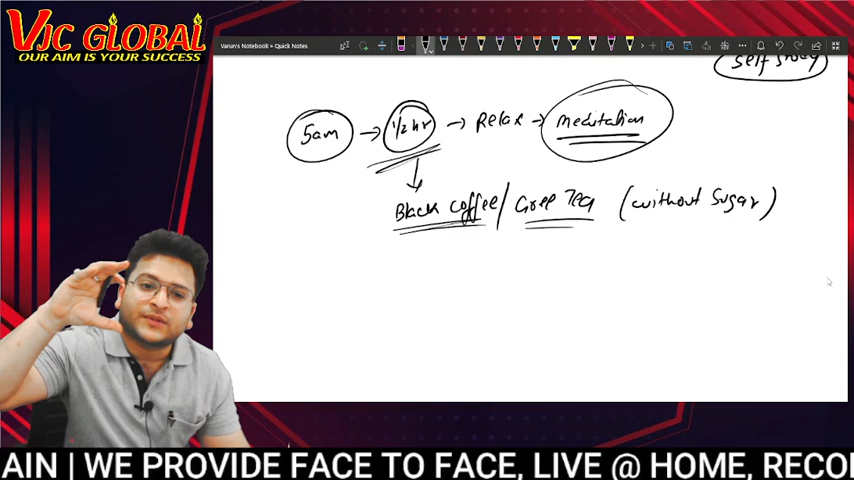 VJC GLOBAL
OUR AIM IS YOUR SUCCESS
Varun's Notebook » Quick Notes
Self Study
5am → 1/2 hr → Relax → Meditation
Black coffee / Gree Tea (without Sugar)
AIN | WE PROVIDE FACE TO FACE, LIVE @ HOME, RECO